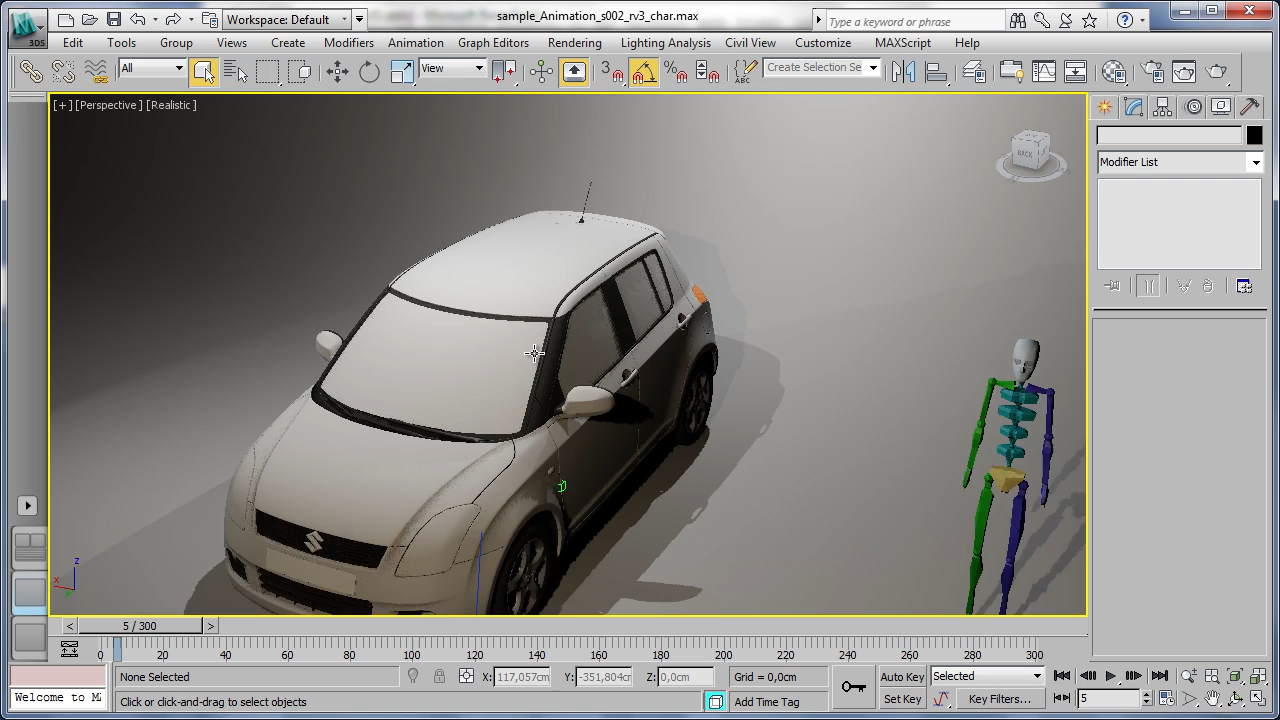 3DS
Workspace: Default
sample_Animation_s002_rv3_char.max
Type a keyword or phrase
Edit Tools Group Views Create Modifiers Animation Graph Editors Rendering Lighting Analysis Civil View Customize MAXScript Help
All
View
3
%
ABC
Create Selection Se
[+] [Perspective ] [Realistic ]
BACK
Modifier List
z
x
< 5 / 300 >
0 20 40 60 80 100 120 140 160 180 200 220 240 260 280 300
None Selected
X: 117,057cm Y: -351,804cm Z: 0,0cm
Grid = 0,0cm
Auto Key
Selected
Welcome to M
Click or click-and-drag to select objects
Add Time Tag
Set Key
Key Filters...
5